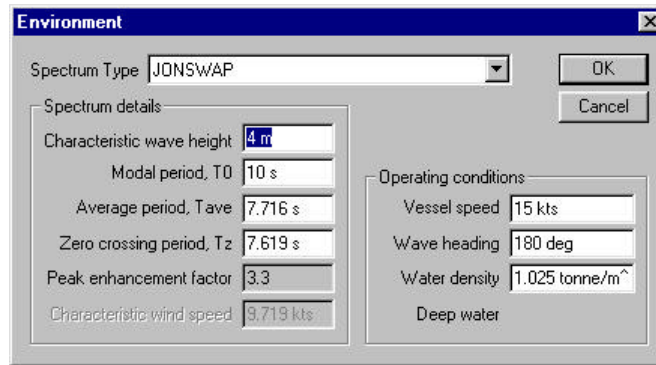 Environment
Spectrum Type JONSWAP
OK
Cancel
Spectrum details
Characteristic wave height 4 m
Modal period, T0 10 s
Average period, Tave 7.716 s
Zero crossing period, Tz 7.619 s
Peak enhancement factor 3.3
Characteristic wind speed 9.719 kts
Operating conditions
Vessel speed 15 kts
Wave heading 180 deg
Water density 1.025 tonne/m^
Deep water